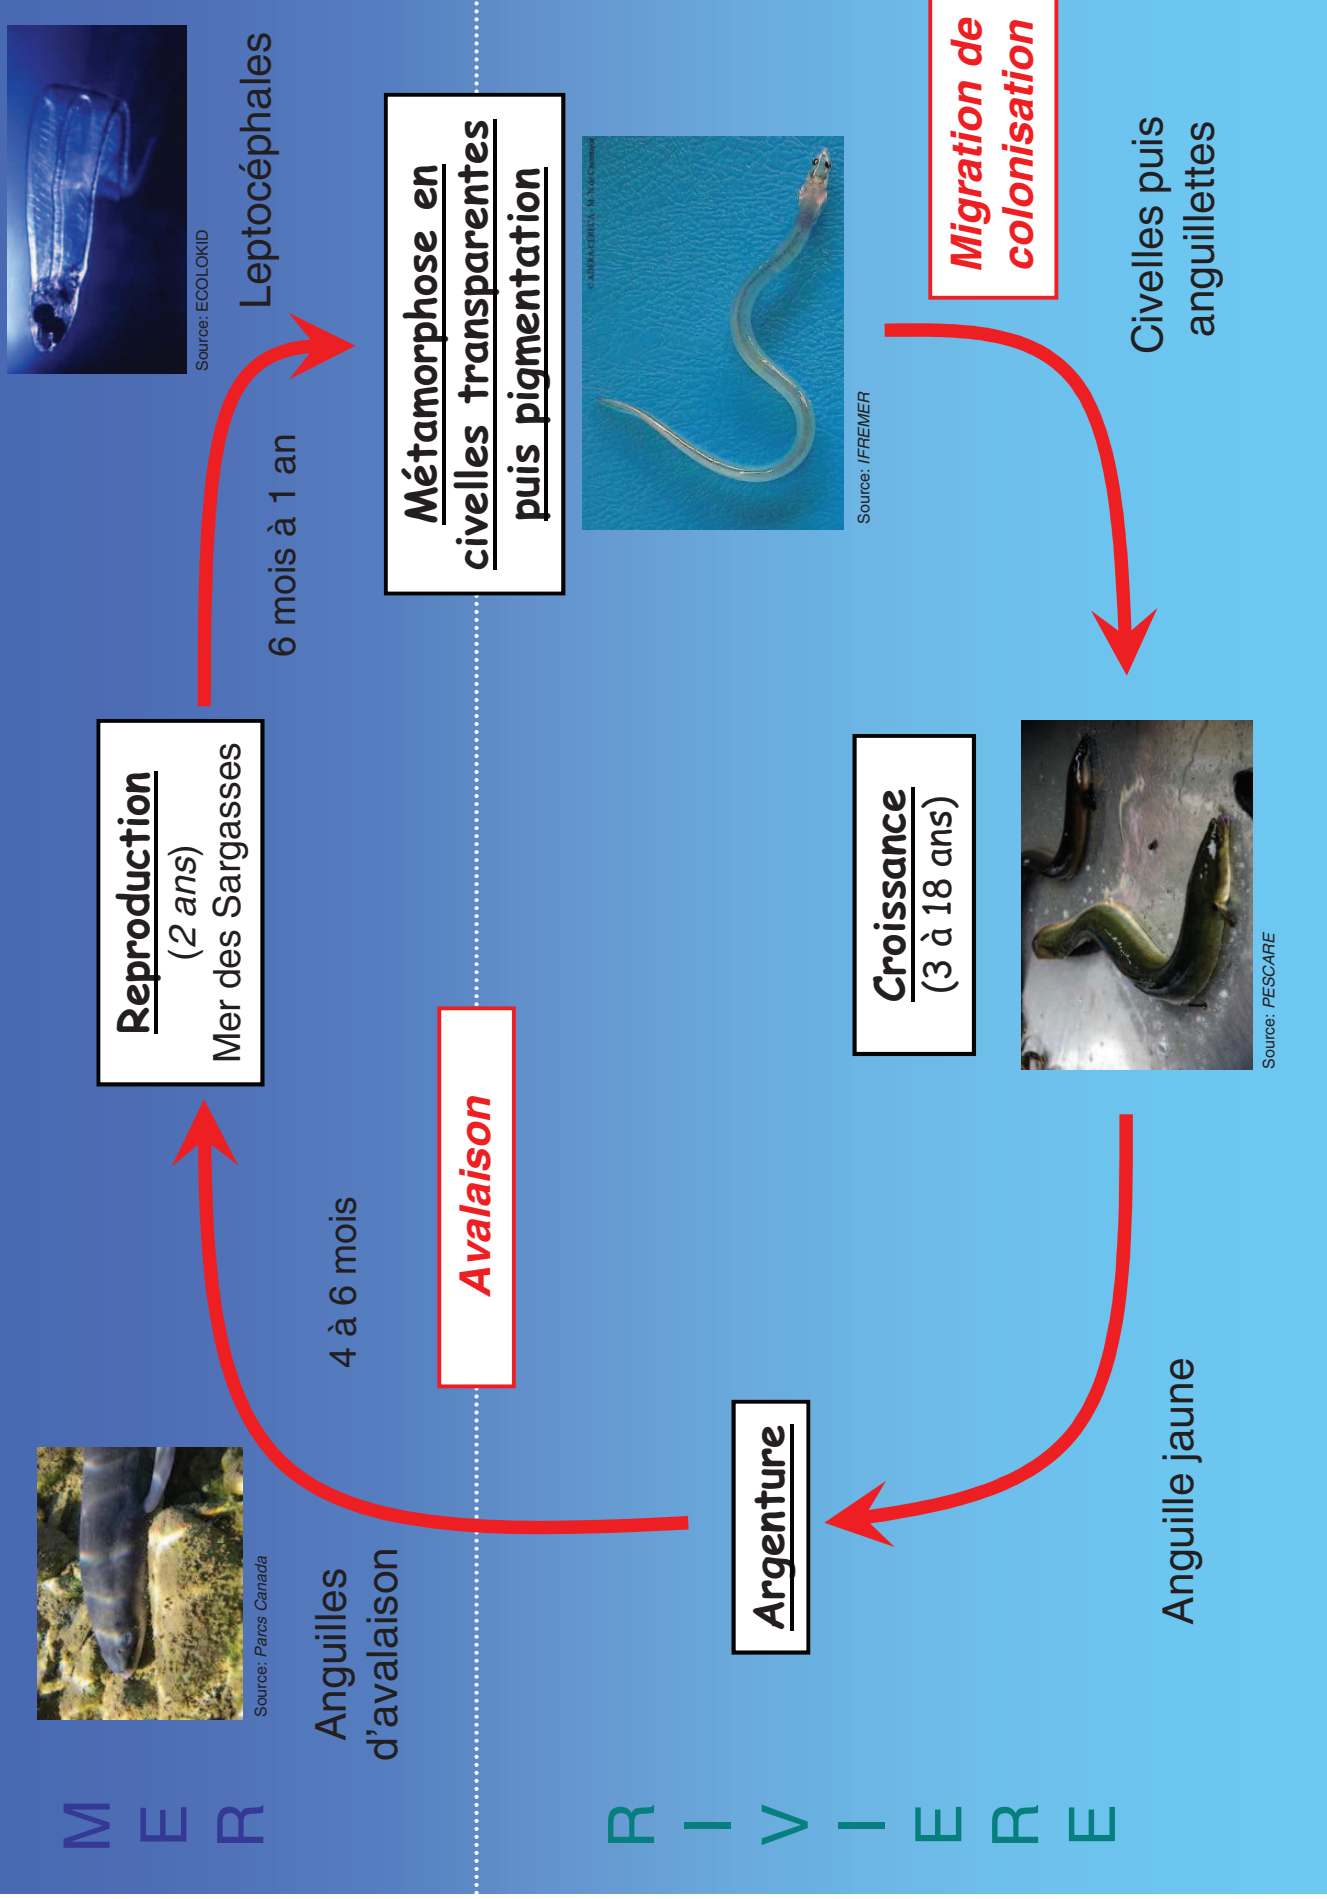 MER
Source: Parcs Canada
Anguilles
d'avalaison
4 à 6 mois
Reproduction
(2 ans)
Mer des Sargasses
6 mois à 1 an
Source: ECOLOKID
Leptocéphales
Avalaison
Métamorphose en
civelles transparentes
puis pigmentation
Source: IFREMER
Migration de
colonisation
Civelles puis
anguillettes
RIVIERE
Argenture
Anguille jaune
Croissance
(3 à 18 ans)
Source: PESCARE